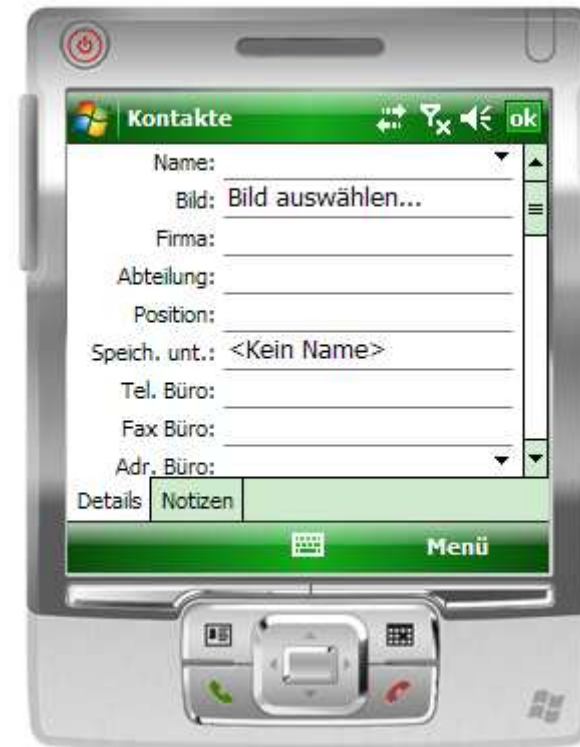 Kontakte ok
Name:
Bild: Bild auswählen...
Firma:
Abteilung:
Position:
Speich. unt.: <Kein Name>
Tel. Büro:
Fax Büro:
Adr. Büro:
Details Notizen
Menü